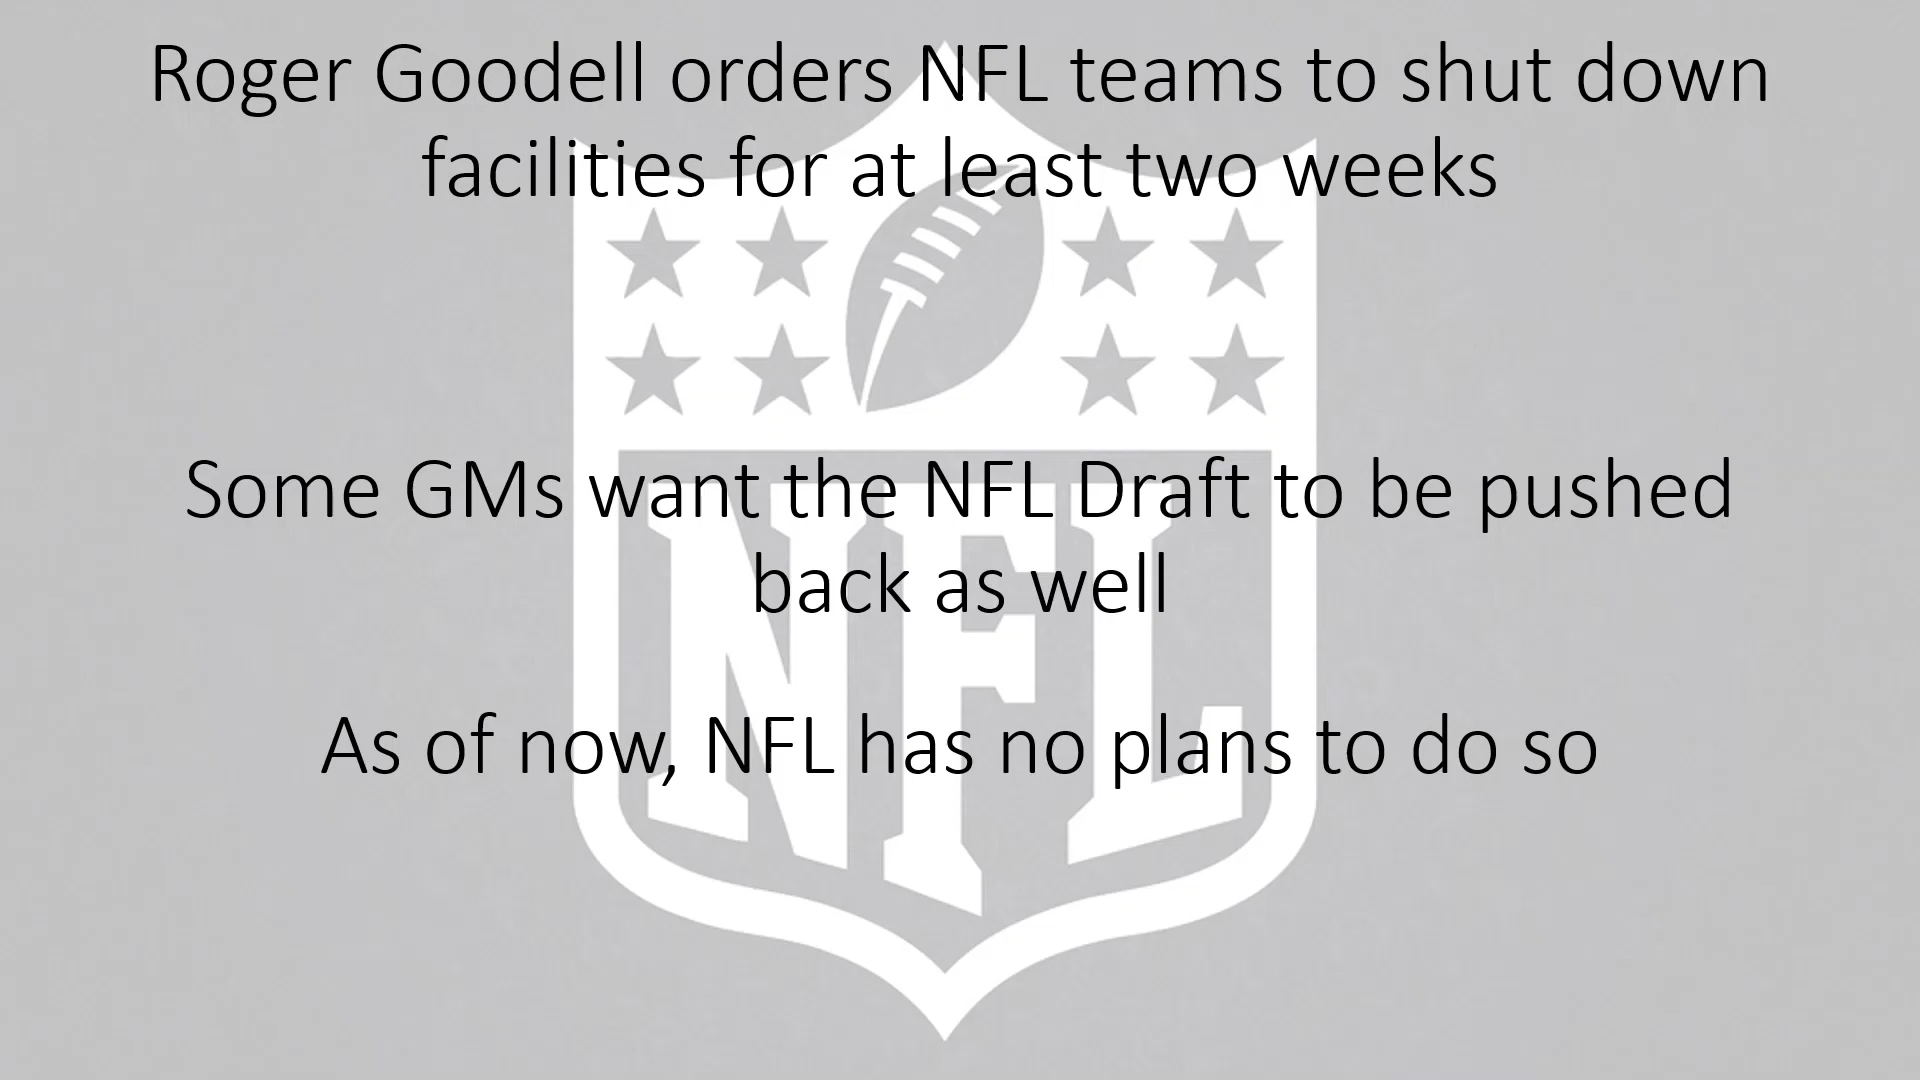 Roger Goodell orders NFL teams to shut down
facilities for at least two weeks
Some GMs want the NFL Draft to be pushed
back as well
As of now, NFL has no plans to do so
NFL